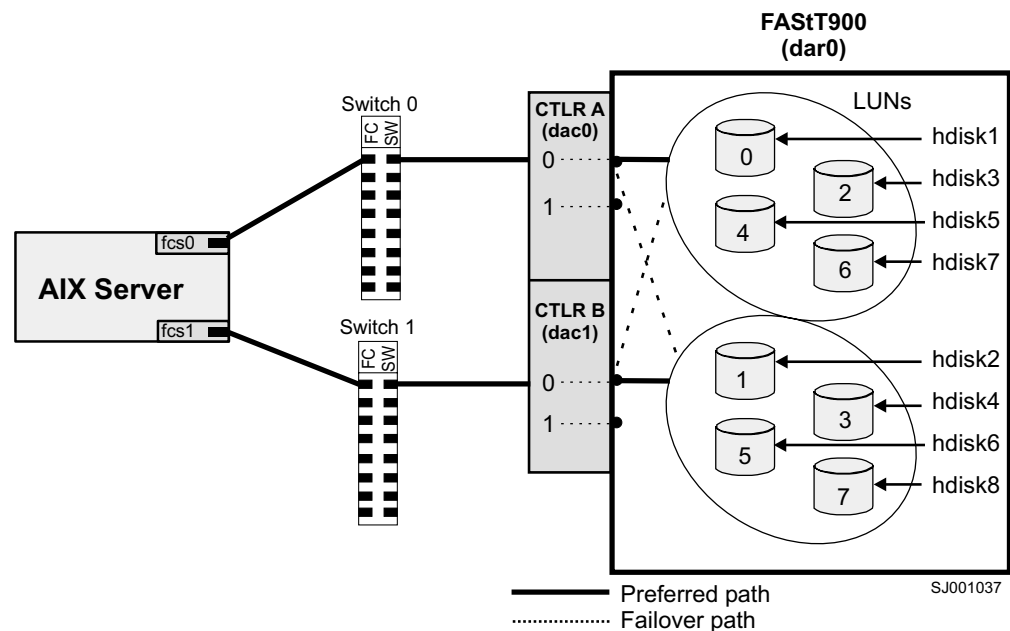 FAStT900
(dar0)
Switch 0
FC
SW
CTLR A
(dac0)
0
1
LUNs
0
hdisk1
2
hdisk3
4
hdisk5
6
hdisk7
fcs0
AIX Server
fcs1
Switch 1
FC
SW
CTLR B
(dac1)
0
1
1
hdisk2
3
hdisk4
5
hdisk6
7
hdisk8
Preferred path
Failover path
SJ001037